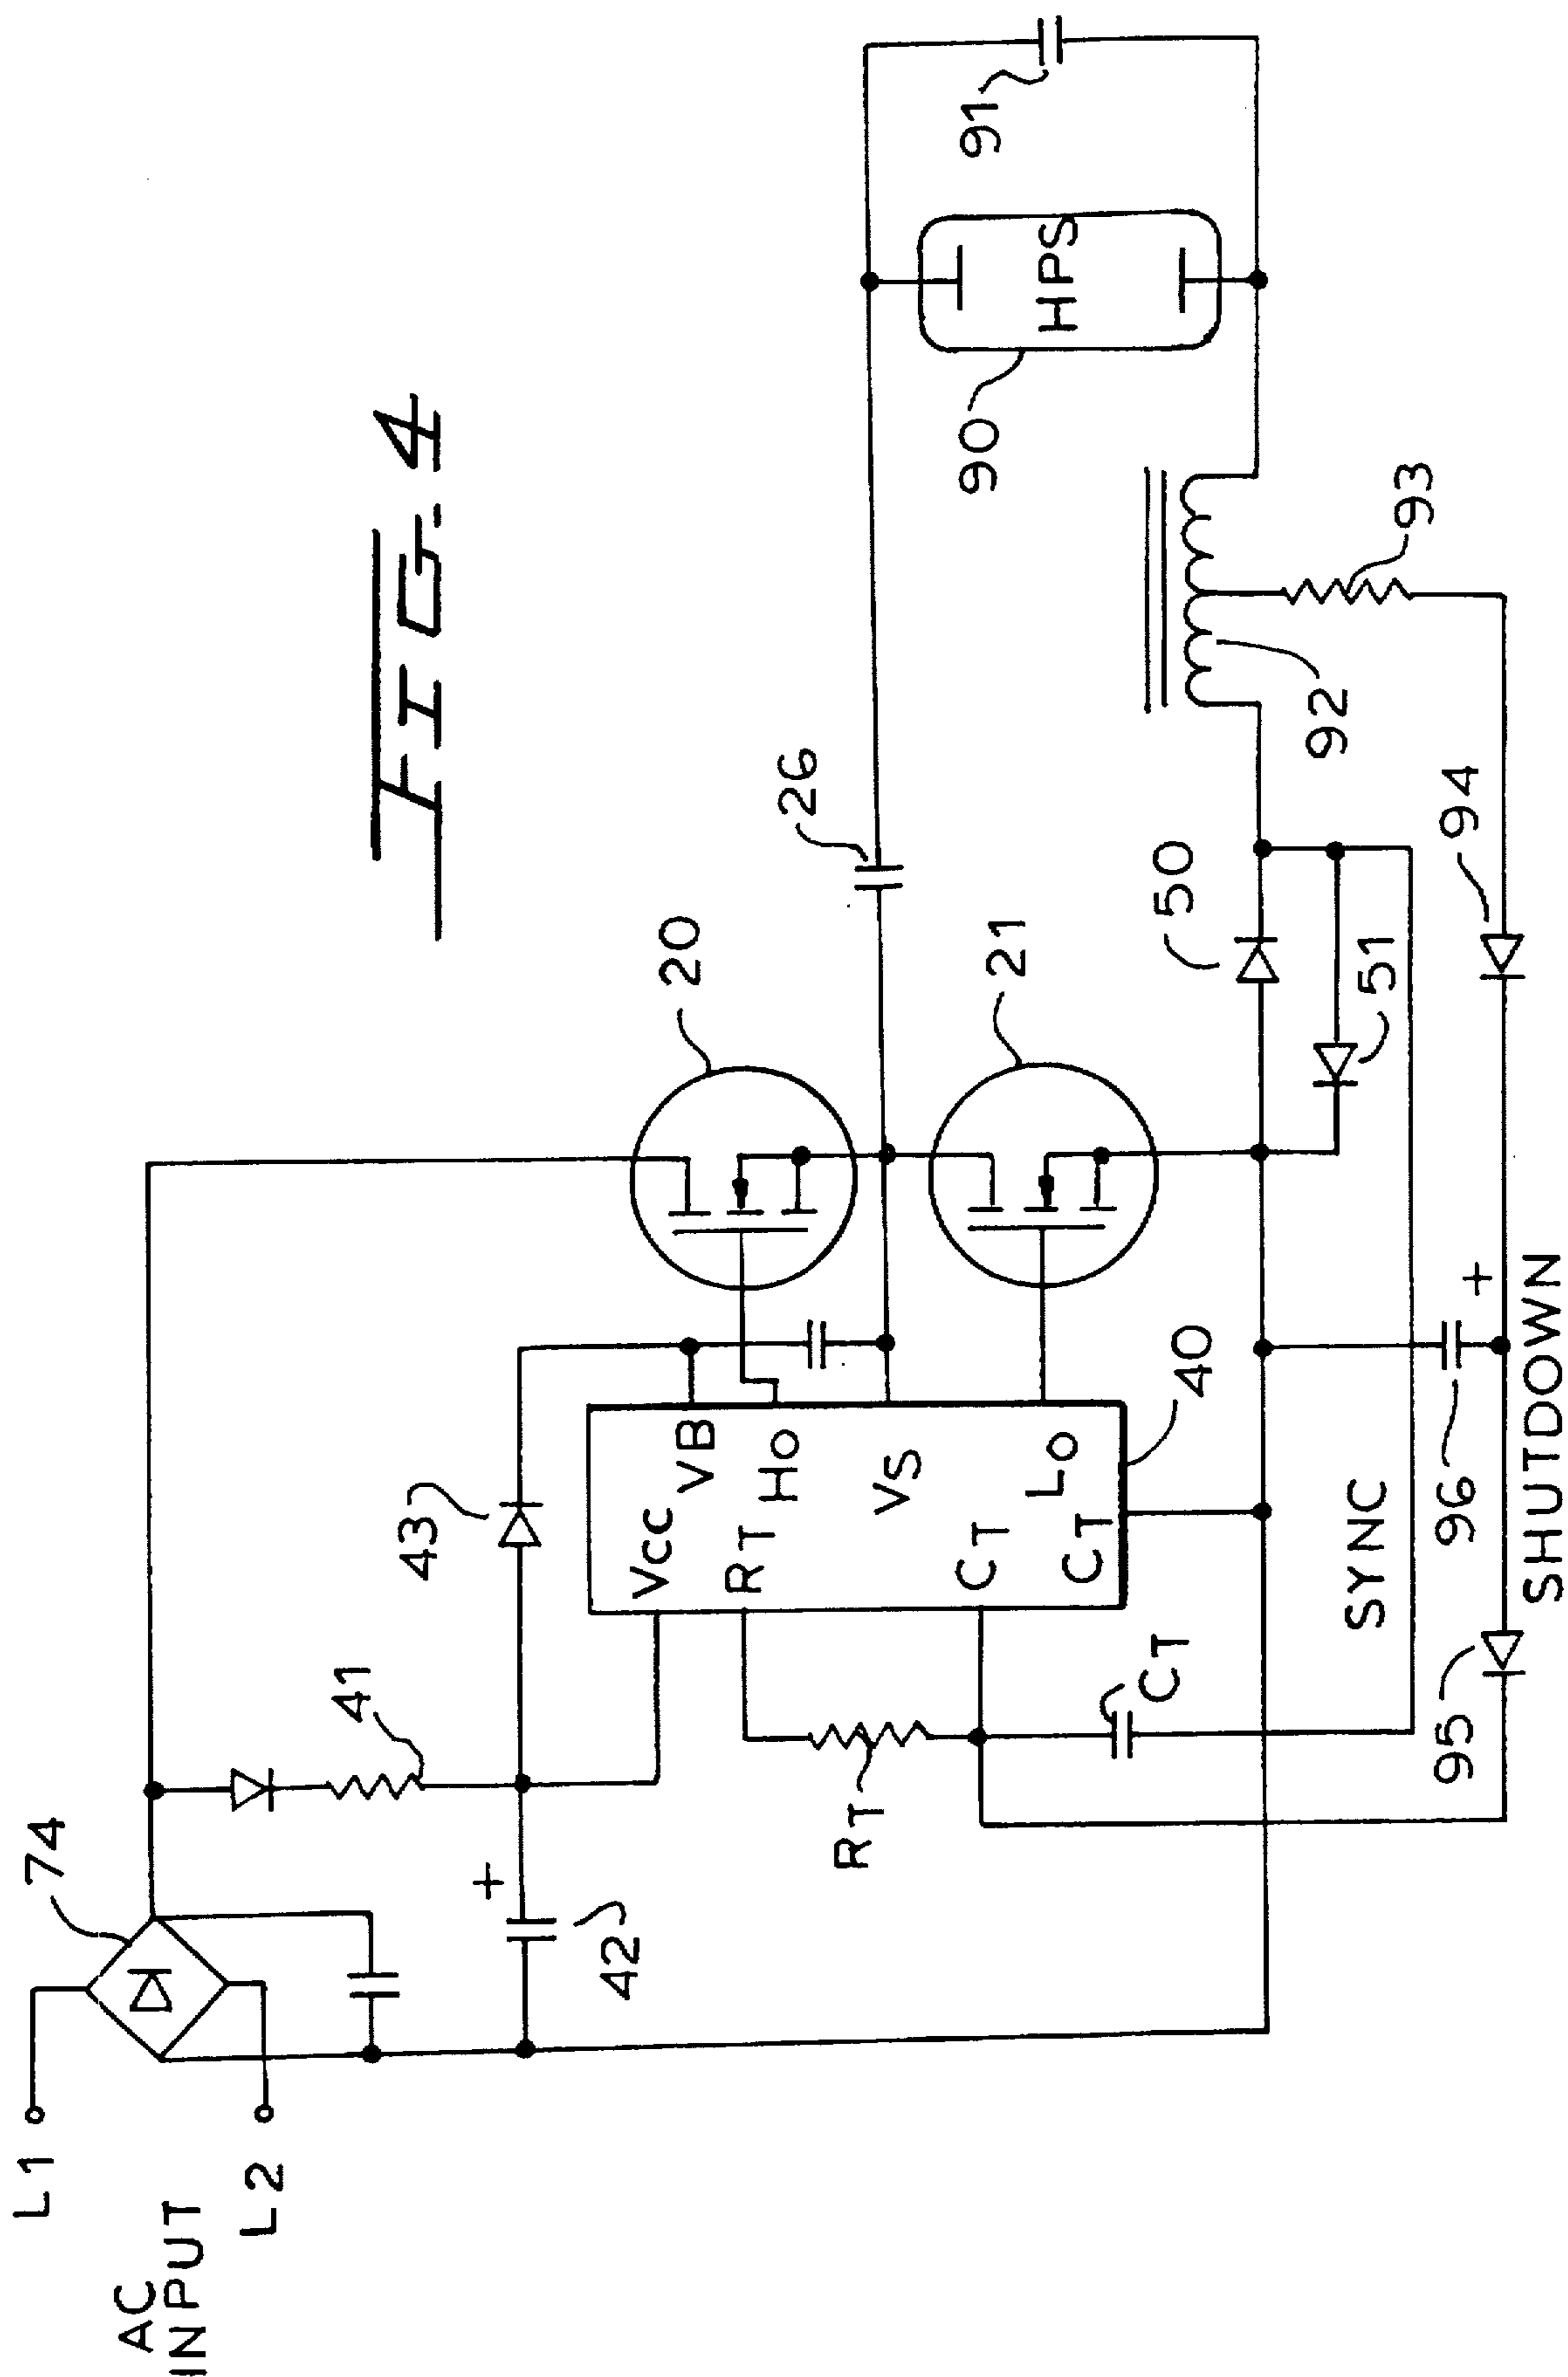 FIG. 4
L1
AC
INPUT
L2
74
41
43
42
+
VCC
VB
RT
HO
VS
CT
LO
CT
40
RT
CT
20
21
26
50
51
SYNC
90
HPS
91
92
93
94
95
96
+
SHUTDOWN